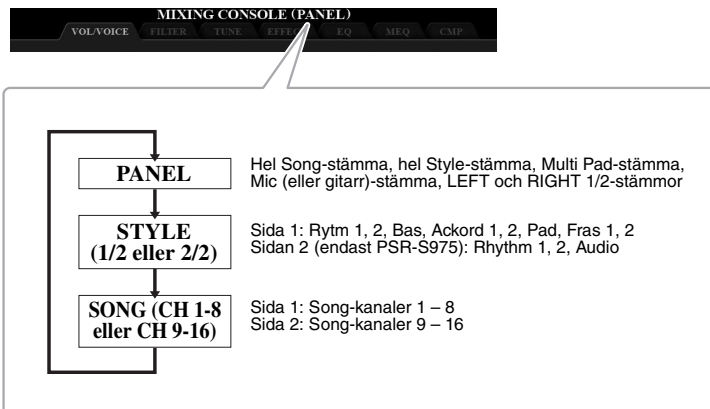 MIXING CONSOLE (PANEL)
VOL/VOICE FILTER TUNE EFFECT EQ MEQ CMP
PANEL
Hel Song-stämma, hel Style-stämma, Multi Pad-stämma,
Mic (eller gitarr)-stämma, LEFT och RIGHT 1/2-stämmor
STYLE
(1/2 eller 2/2)
Sida 1: Rytm 1, 2, Bas, Ackord 1, 2, Pad, Fras 1, 2
Sidan 2 (endast PSR-S975): Rhythm 1, 2, Audio
SONG (CH 1-8
eller CH 9-16)
Sida 1: Song-kanaler 1 – 8
Sida 2: Song-kanaler 9 – 16